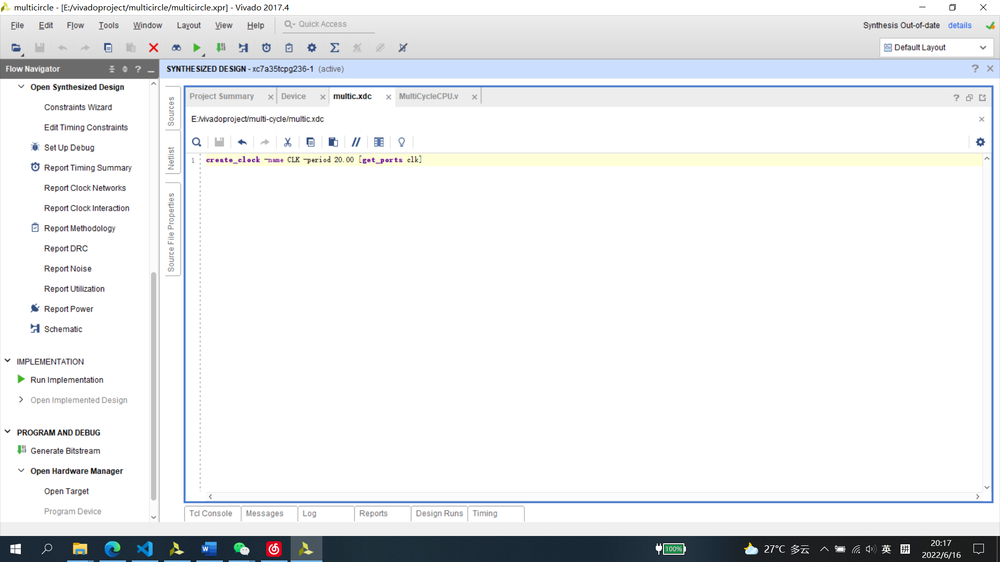 multicircle - [E:/vivadoproject/multicircle/multicircle.xpr] - Vivado 2017.4
File Edit Flow Tools Window Layout View Help Quick Access
Synthesis Out-of-date details
Default Layout
Flow Navigator
SYNTHESIZED DESIGN - xc7a35tcpg236-1 (active)
Open Synthesized Design
Constraints Wizard
Edit Timing Constraints
Set Up Debug
Report Timing Summary
Report Clock Networks
Report Clock Interaction
Report Methodology
Report DRC
Report Noise
Report Utilization
Report Power
Schematic
IMPLEMENTATION
Run Implementation
Open Implemented Design
PROGRAM AND DEBUG
Generate Bitstream
Open Hardware Manager
Open Target
Program Device
Sources
Netlist
Source File Properties
Project Summary Device multic.xdc MultiCycleCPU.v
E:/vivadoproject/multi-cycle/multic.xdc
1 create_clock -name CLK -period 20.00 [get_ports clk]
Tcl Console Messages Log Reports Design Runs Timing
100%
27°C 多云
英
拼
20:17
2022/6/16